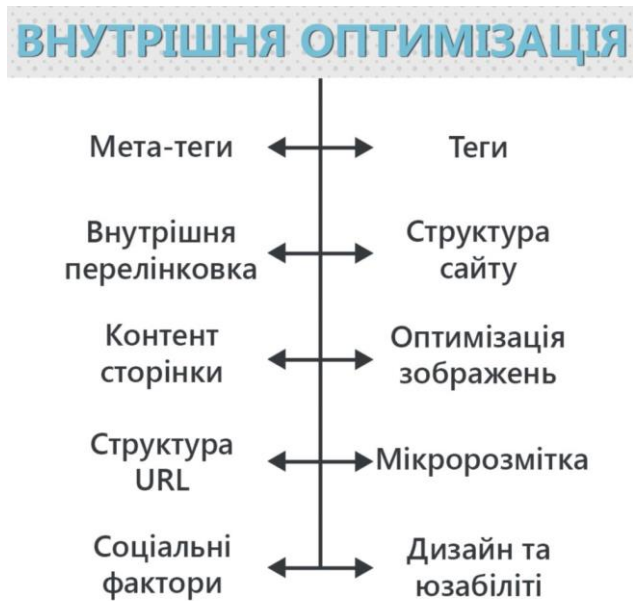 ВНУТРІШНЯ ОПТИМІЗАЦІЯ
Мета-теги
Теги
Внутрішня
перелінковка
Структура
сайту
Контент
сторінки
Оптимізація
зображень
Структура
URL
Мікророзмітка
Соціальні
фактори
Дизайн та
юзабіліті